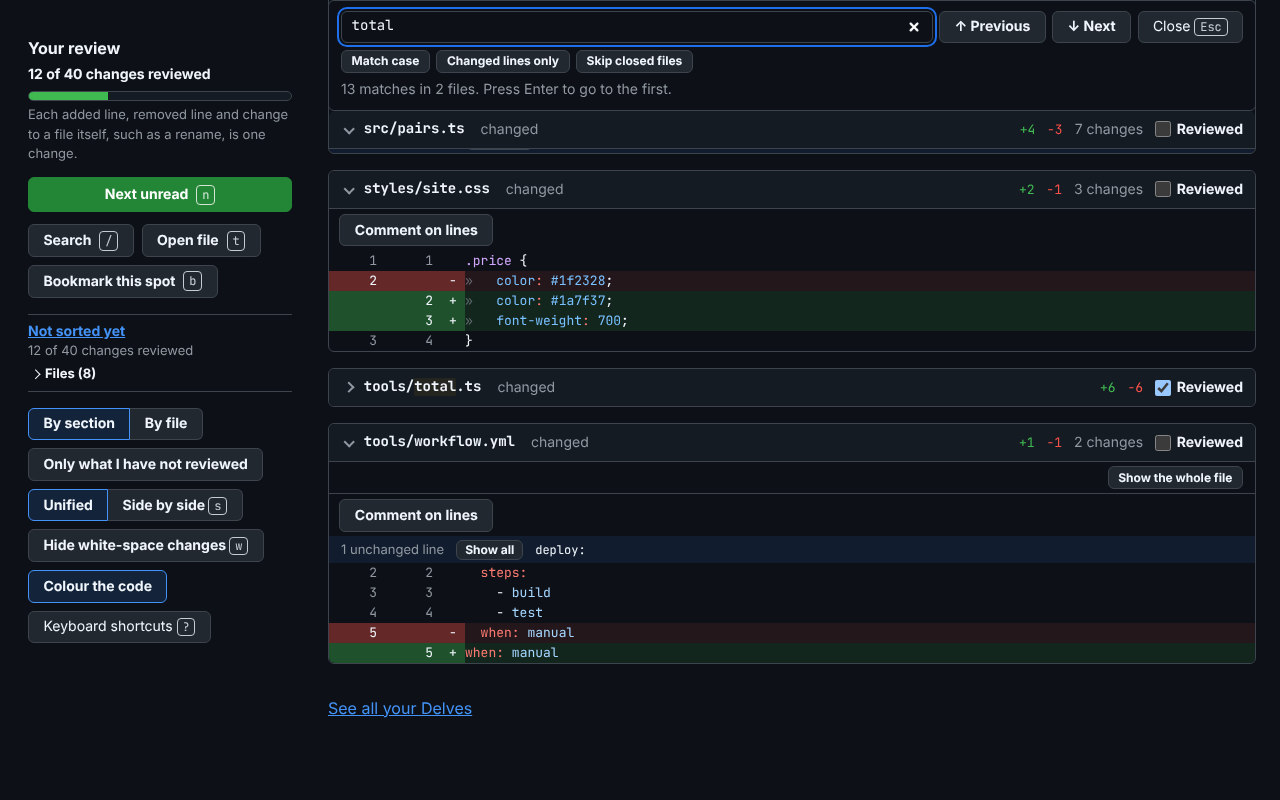 Your review
12 of 40 changes reviewed
Each added line, removed line and change
to a file itself, such as a rename, is one
change.
Next unread n
Search / Open file t
Bookmark this spot b
Not sorted yet
12 of 40 changes reviewed
Files (8)
By section By file
Only what I have not reviewed
Unified Side by side s
Hide white-space changes w
Colour the code
Keyboard shortcuts ?
total × ↑ Previous ↓ Next Close Esc
Match case Changed lines only Skip closed files
13 matches in 2 files. Press Enter to go to the first.
src/pairs.ts changed +4 -3 7 changes Reviewed
styles/site.css changed +2 -1 3 changes Reviewed
Comment on lines
1 1 .price {
2 - » color: #1f2328;
2 + » color: #1a7f37;
3 + » font-weight: 700;
3 4 }
tools/total.ts changed +6 -6 Reviewed
tools/workflow.yml changed +1 -1 2 changes Reviewed
Show the whole file
Comment on lines
1 unchanged line Show all deploy:
2 2 steps:
3 3 - build
4 4 - test
5 - when: manual
5 + when: manual
See all your Delves